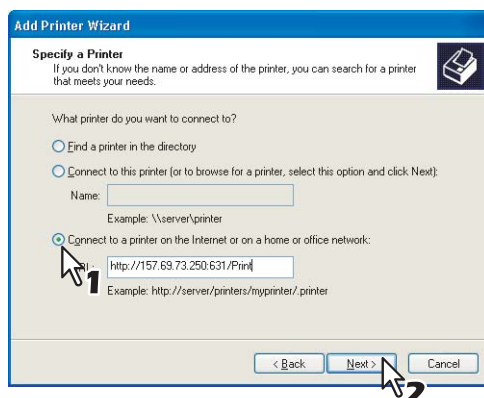 Add Printer Wizard
Specify a Printer
If you don't know the name or address of the printer, you can search for a printer
that meets your needs.
What printer do you want to connect to?
Find a printer in the directory
Connect to this printer (or to browse for a printer, select this option and click Next):
Name:
Example: \\server\printer
Connect to a printer on the Internet or on a home or office network:
http://157.69.73.250:631/Print
1
Example: http://server/printers/myprinter/.printer
< Back Next > Cancel
2